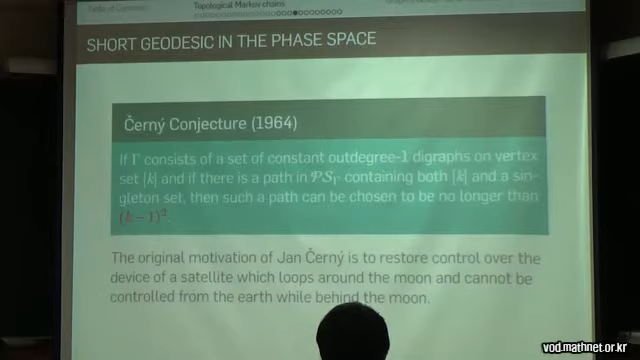 Table of Contents
Topological Markov chains
SHORT GEODESIC IN THE PHASE SPACE
Černý Conjecture (1964)
If Γ consists of a set of constant outdegree-1 digraphs on vertex
set [k] and if there is a path in 𝒫𝒮Γ containing both [k] and a sin-
gleton set, then such a path can be chosen to be no longer than
(k − 1)².
The original motivation of Jan Černý is to restore control over the
device of a satellite which loops around the moon and cannot be
controlled from the earth while behind the moon.
vod.mathnet.or.kr